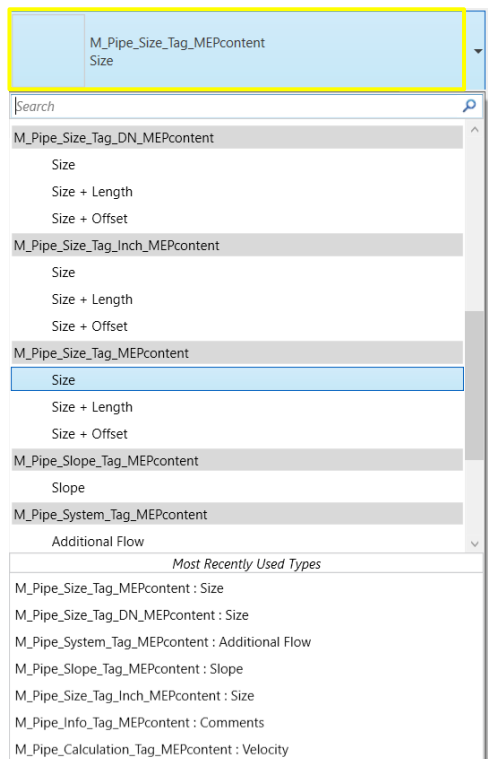 M_Pipe_Size_Tag_MEPcontent
Size
Search
M_Pipe_Size_Tag_DN_MEPcontent
Size
Size + Length
Size + Offset
M_Pipe_Size_Tag_Inch_MEPcontent
Size
Size + Length
Size + Offset
M_Pipe_Size_Tag_MEPcontent
Size
Size + Length
Size + Offset
M_Pipe_Slope_Tag_MEPcontent
Slope
M_Pipe_System_Tag_MEPcontent
Additional Flow
Most Recently Used Types
M_Pipe_Size_Tag_MEPcontent : Size
M_Pipe_Size_Tag_DN_MEPcontent : Size
M_Pipe_System_Tag_MEPcontent : Additional Flow
M_Pipe_Slope_Tag_MEPcontent : Slope
M_Pipe_Size_Tag_Inch_MEPcontent : Size
M_Pipe_Info_Tag_MEPcontent : Comments
M_Pipe_Calculation_Tag_MEPcontent : Velocity